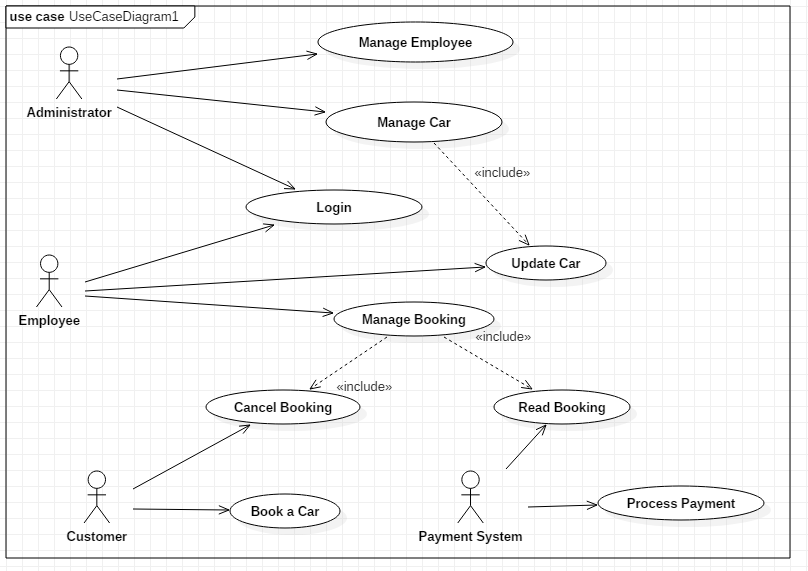 use case UseCaseDiagram1
Manage Employee
Administrator
Manage Car
«include»
Login
Update Car
Employee
Manage Booking
«include»
«include»
Cancel Booking
Read Booking
Book a Car
Process Payment
Customer
Payment System